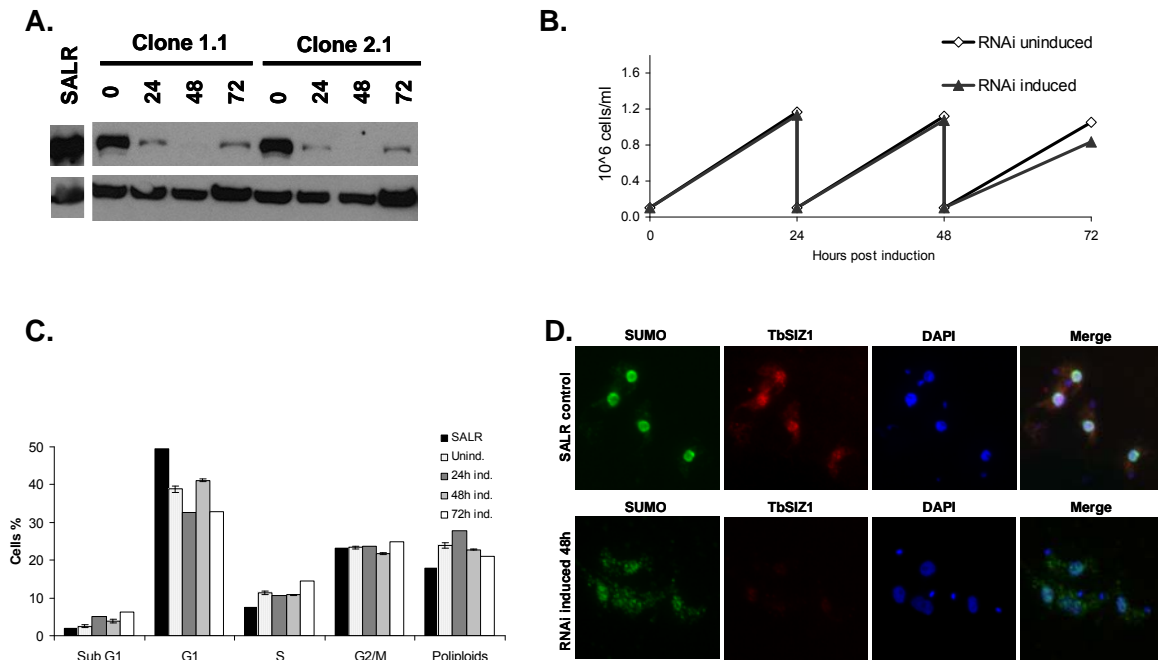 A.
Clone 1.1
Clone 2.1
SALR
0
24
48
72
0
24
48
72
B.
RNAi uninduced
RNAi induced
10^6 cells/ml
1.6
1.2
0.8
0.4
0.0
0
24
48
72
Hours post induction
C.
Cells %
50
40
30
20
10
0
SALR
Unind.
24h ind.
48h ind.
72h ind.
Sub G1
G1
S
G2/M
Poliploids
D.
SUMO
TbSIZ1
DAPI
Merge
SALR control
SUMO
TbSIZ1
DAPI
Merge
RNAi induced 48h